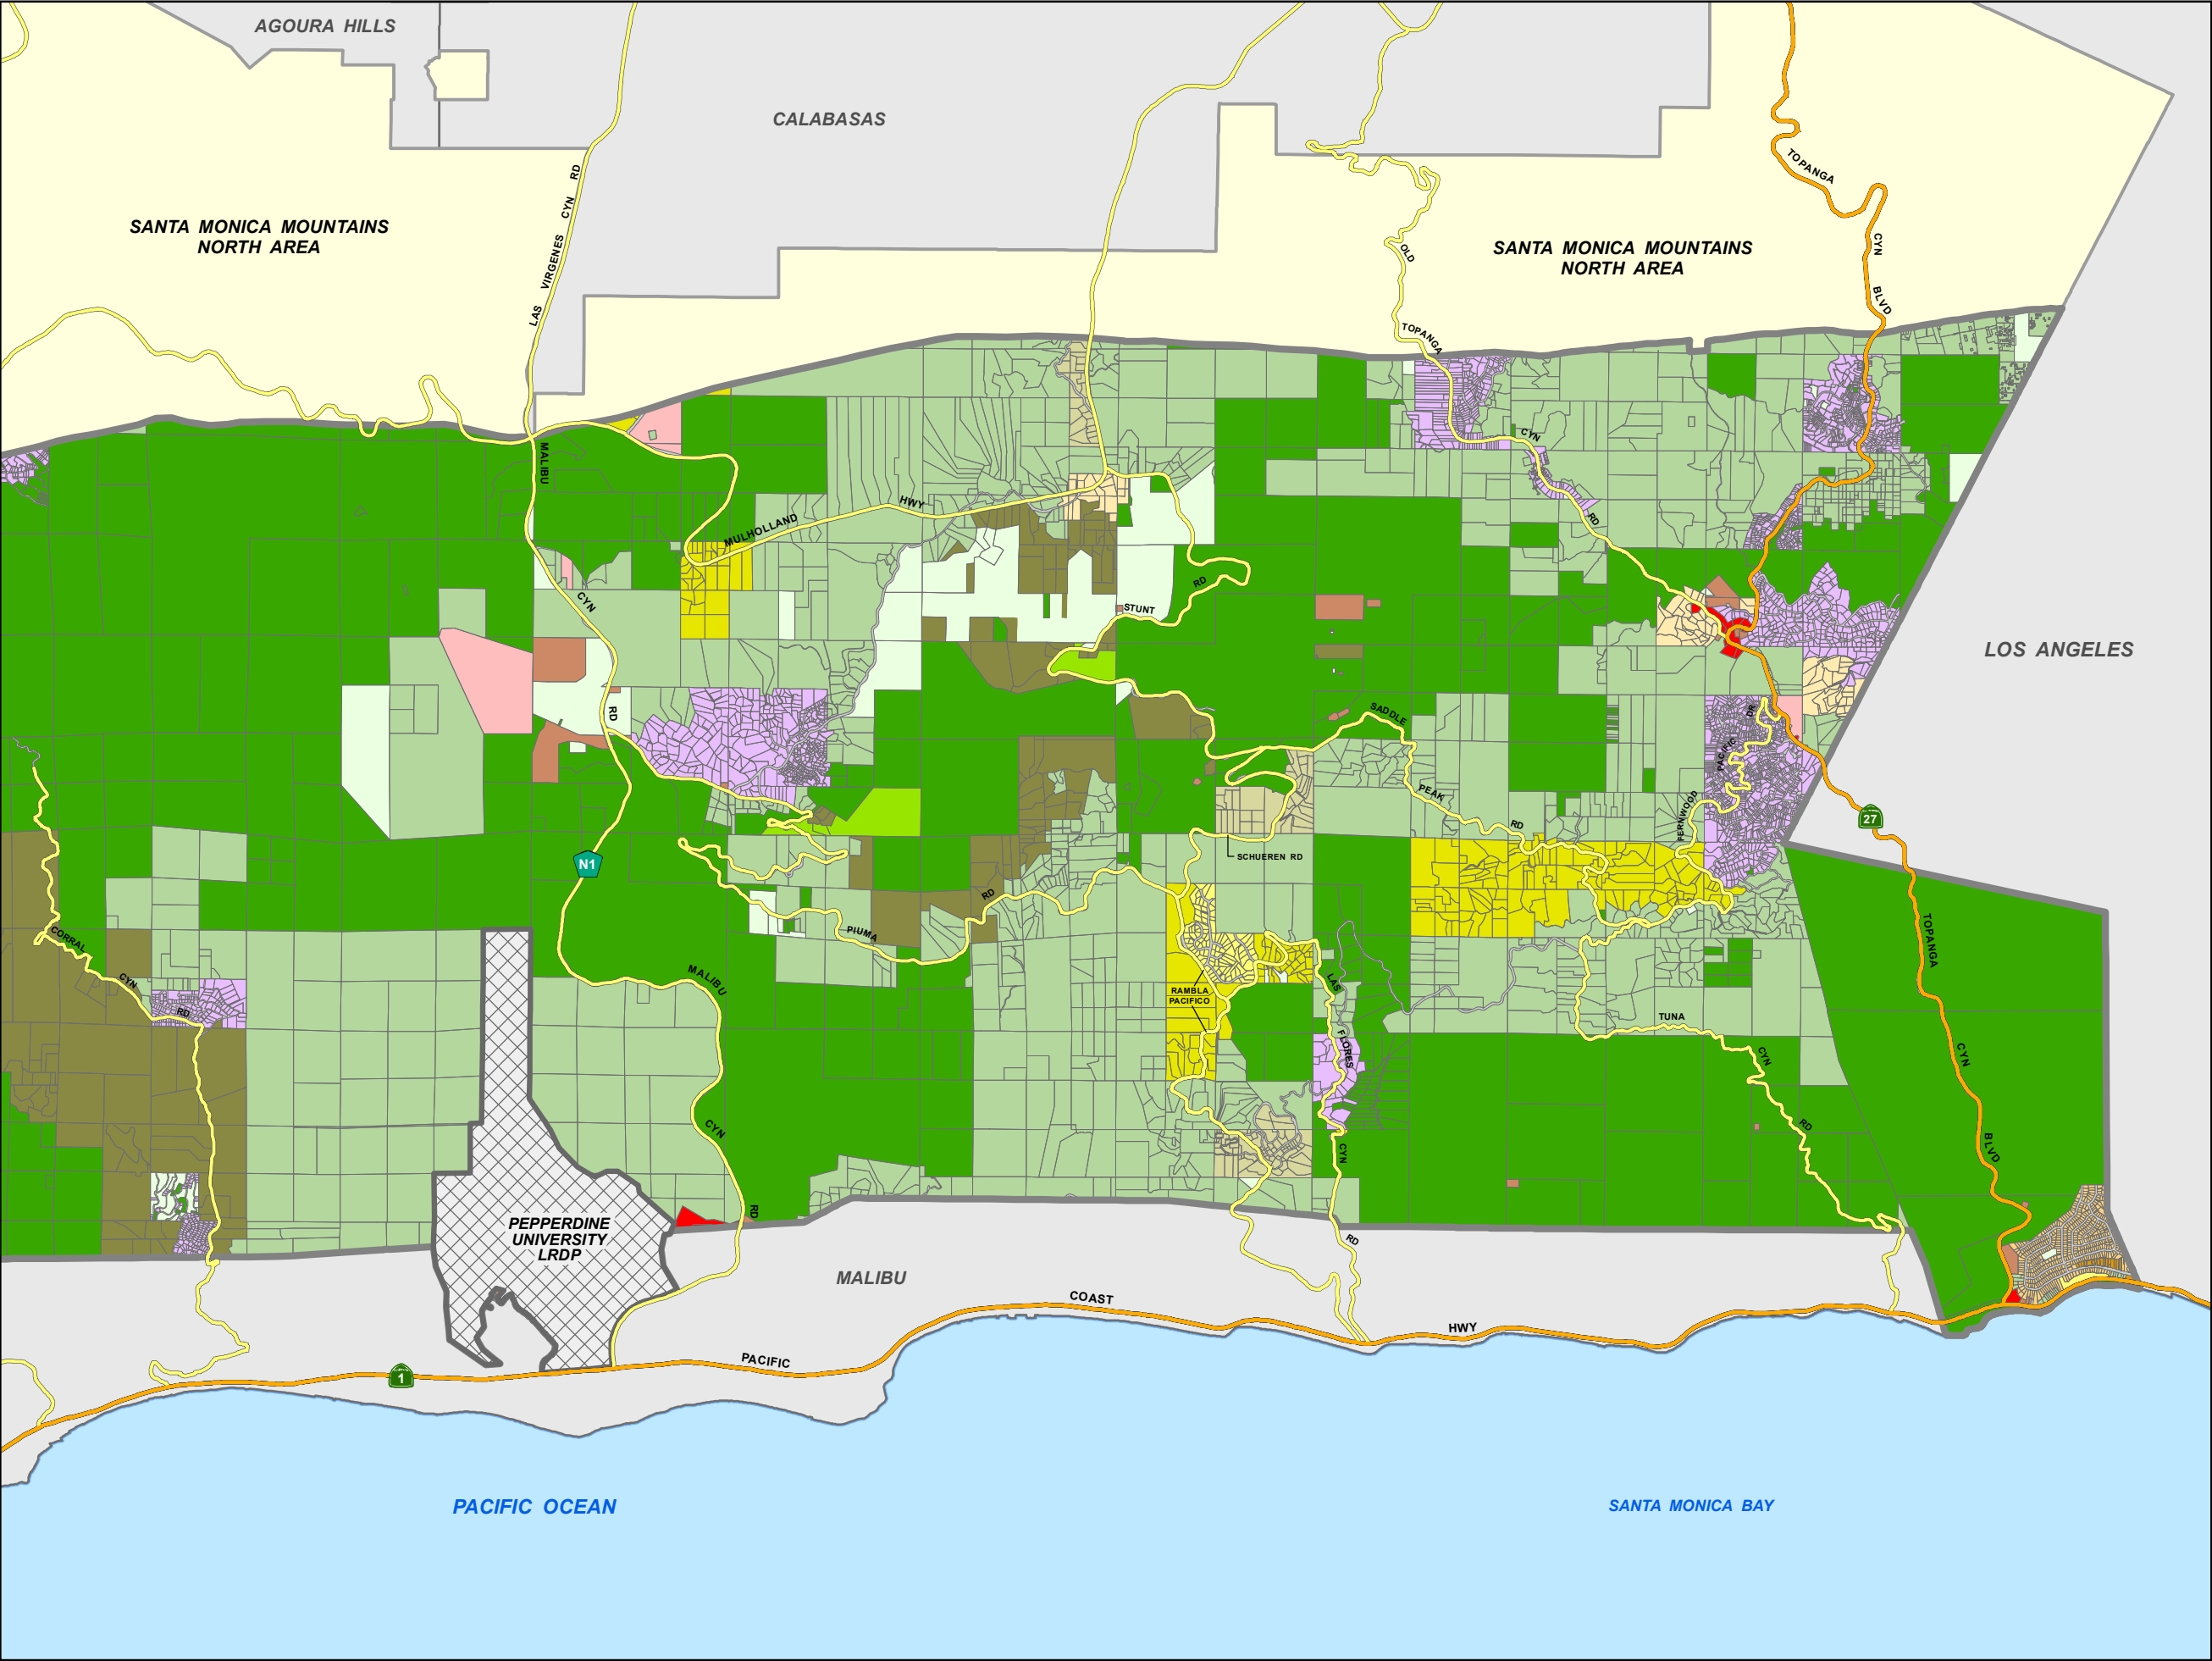 AGOURA HILLS
CALABASAS
TOPANGA
LAS VIRGENES CYN RD
SANTA MONICA MOUNTAINS
NORTH AREA
OLD
SANTA MONICA MOUNTAINS
NORTH AREA
CYN
BLVD
TOPANGA
CYN
MALIBU
HWY
MULHOLLAND
RD
RD
CYN
STUNT
LOS ANGELES
RD
SADDLE
DR
PACIFIC
PEAK
RD
FERNWOOD
27
SCHUEREN RD
N1
RD
PIUMA
CORRAL
CYN
RD
MALIBU
LAS
TOPANGA
RAMBLA
PACIFICO
TUNA
FLORES
CYN
CYN
CYN
RD
CYN
BLVD
RD
PEPPERDINE
UNIVERSITY
LRDP
RD
MALIBU
COAST
HWY
PACIFIC
1
PACIFIC OCEAN
SANTA MONICA BAY